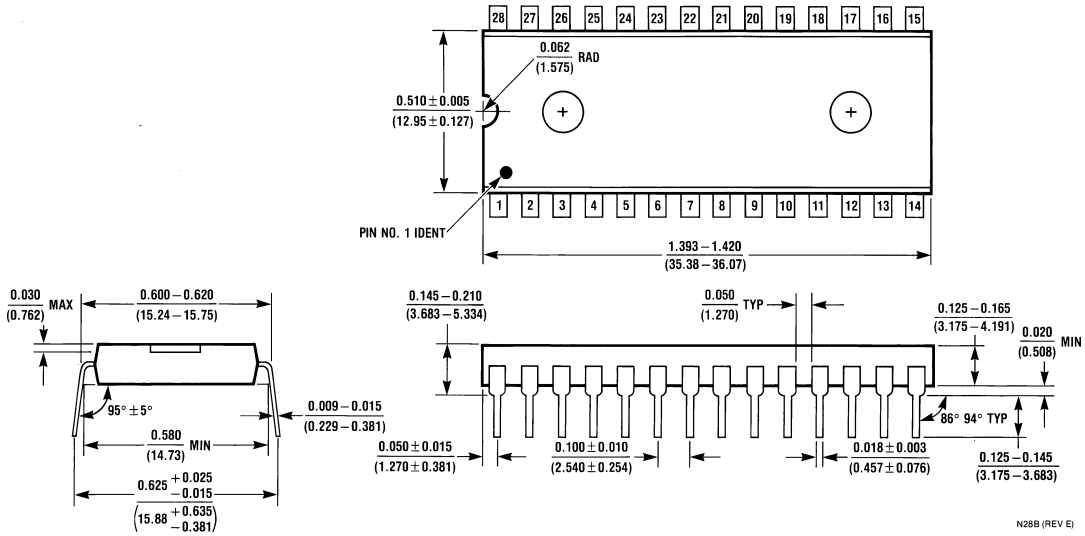 28 27 26 25 24 23 22 21 20 19 18 17 16 15
0.062
(1.575)
RAD
0.510 ± 0.005
(12.95 ± 0.127)
1 2 3 4 5 6 7 8 9 10 11 12 13 14
PIN NO. 1 IDENT
1.393 – 1.420
(35.38 – 36.07)
0.030
(0.762)
MAX
0.600 – 0.620
(15.24 – 15.75)
95° ± 5°
0.009 – 0.015
(0.229 – 0.381)
0.580
(14.73)
MIN
0.625 + 0.025
– 0.015
(15.88 + 0.635
– 0.381)
0.145 – 0.210
(3.683 – 5.334)
0.050
(1.270)
TYP
0.125 – 0.165
(3.175 – 4.191)
0.020
(0.508)
MIN
86° 94° TYP
0.050 ± 0.015
(1.270 ± 0.381)
0.100 ± 0.010
(2.540 ± 0.254)
0.018 ± 0.003
(0.457 ± 0.076)
0.125 – 0.145
(3.175 – 3.683)
N28B (REV E)